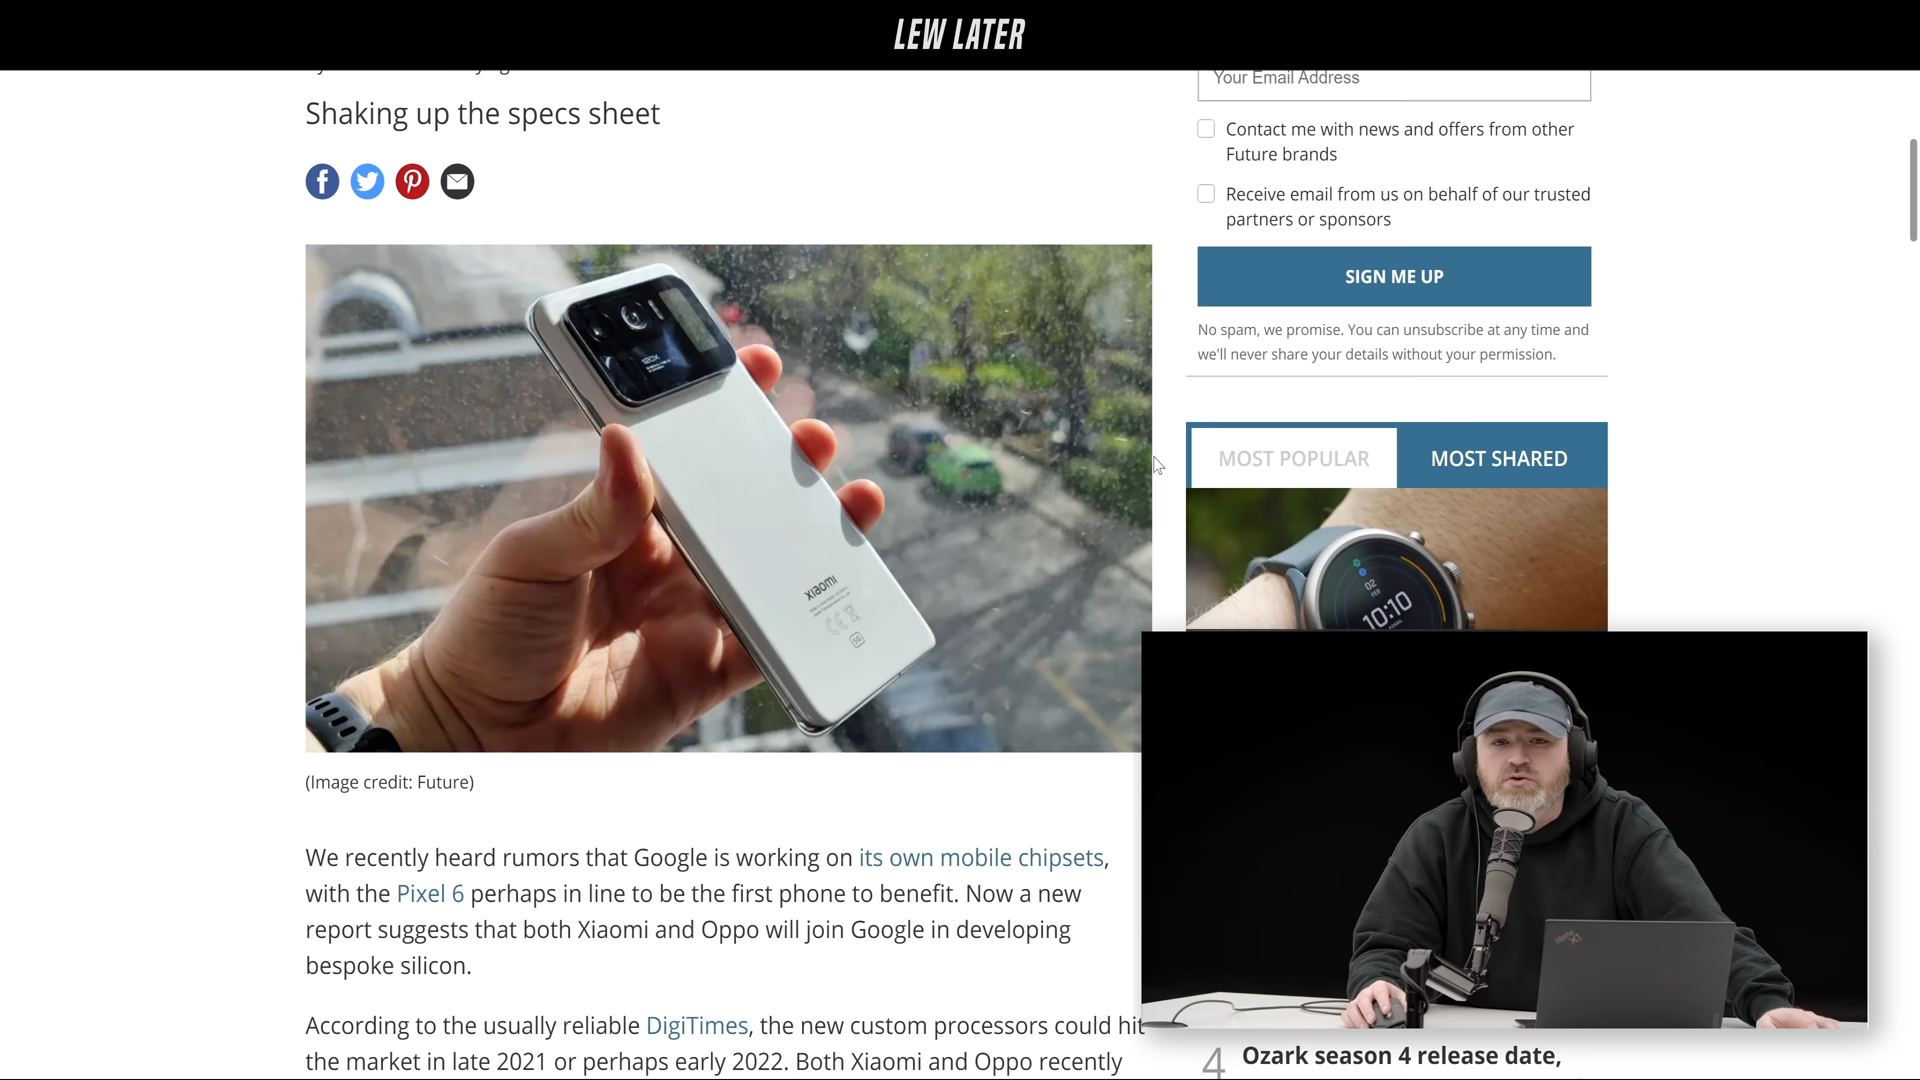 LEW LATER
Your Email Address
Shaking up the specs sheet
Contact me with news and offers from other
Future brands
Receive email from us on behalf of our trusted
partners or sponsors
SIGN ME UP
No spam, we promise. You can unsubscribe at any time and
we'll never share your details without your permission.
MOST POPULAR
MOST SHARED
120X
XIAOMI
5G
02
FEB
10:10
(Image credit: Future)
We recently heard rumors that Google is working on its own mobile chipsets,
with the Pixel 6 perhaps in line to be the first phone to benefit. Now a new
report suggests that both Xiaomi and Oppo will join Google in developing
bespoke silicon.
According to the usually reliable DigiTimes, the new custom processors could hit
the market in late 2021 or perhaps early 2022. Both Xiaomi and Oppo recently
4 Ozark season 4 release date,